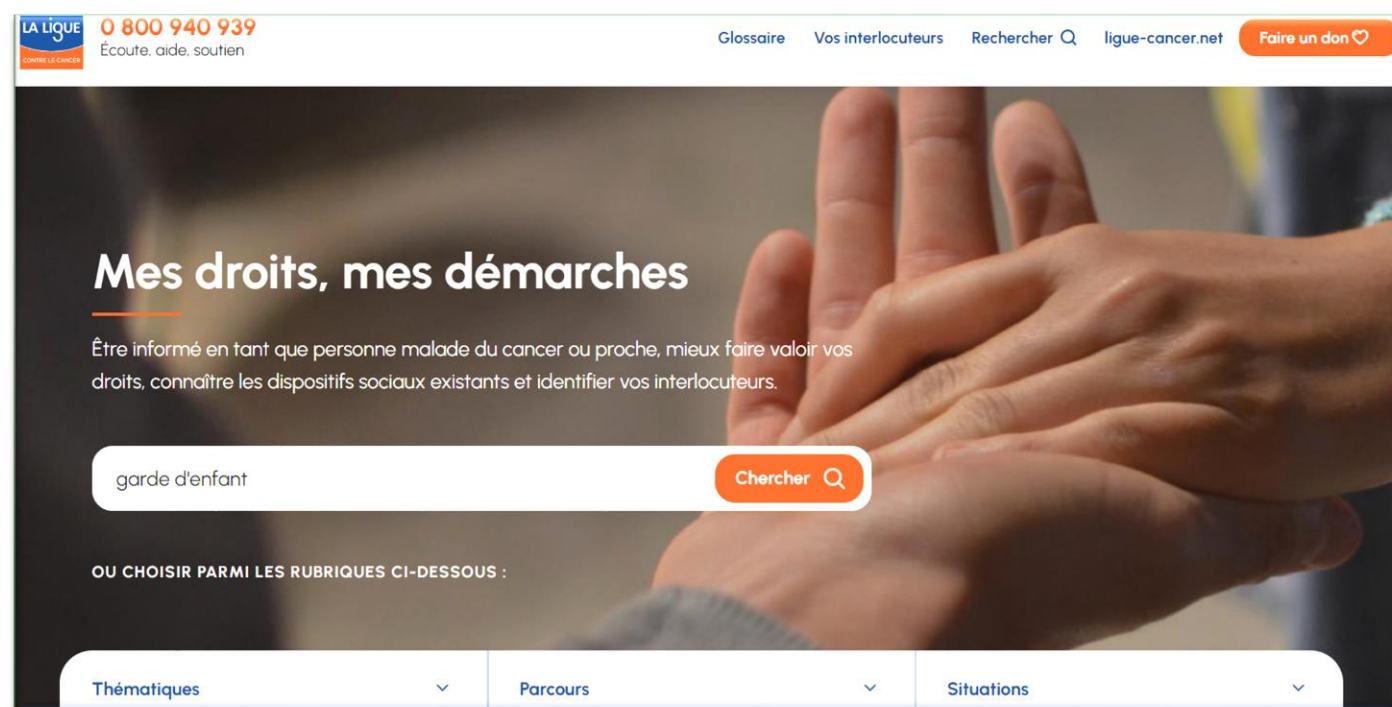 LA LIGUE
CONTRE LE CANCER
0 800 940 939
Écoute, aide, soutien
Glossaire
Vos interlocuteurs
Rechercher
ligue-cancer.net
Faire un don
Mes droits, mes démarches
Être informé en tant que personne malade du cancer ou proche, mieux faire valoir vos
droits, connaître les dispositifs sociaux existants et identifier vos interlocuteurs.
garde d'enfant
Chercher
OU CHOISIR PARMI LES RUBRIQUES CI-DESSOUS :
Thématiques
Parcours
Situations